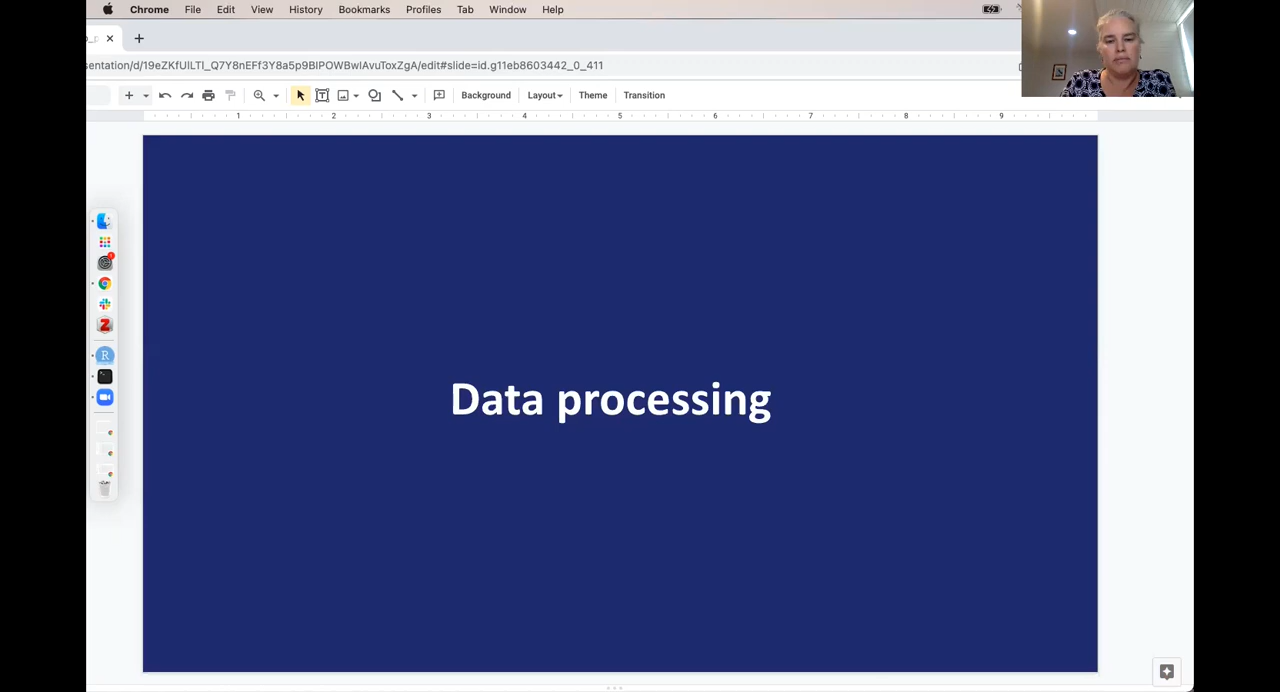 Chrome File Edit View History Bookmarks Profiles Tab Window Help
sentation/d/19eZKfUlLTI_Q7Y8nEFf3Y8a5p9BIPOWBwlAvuToxZgA/edit#slide=id.g11eb8603442_0_411
Background Layout Theme Transition
1 2 3 4 5 6 7 8 9
Data processing